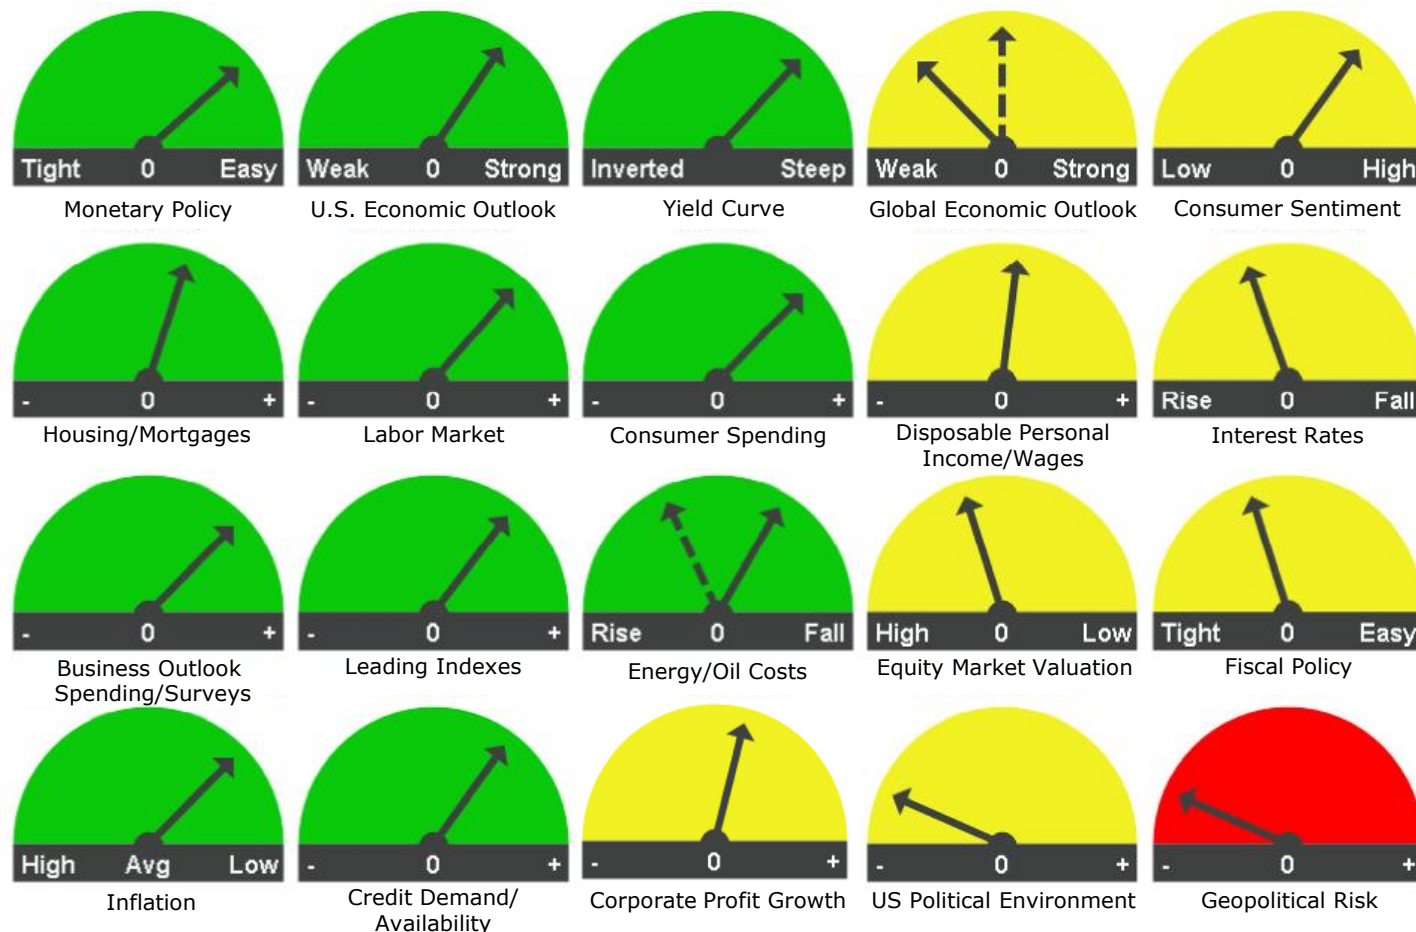 Tight 0 Easy
Monetary Policy
Weak 0 Strong
U.S. Economic Outlook
Inverted Steep
Yield Curve
Weak 0 Strong
Global Economic Outlook
Low 0 High
Consumer Sentiment
- 0 +
Housing/Mortgages
- 0 +
Labor Market
- 0 +
Consumer Spending
- 0 +
Disposable Personal
Income/Wages
Rise 0 Fall
Interest Rates
- 0 +
Business Outlook
Spending/Surveys
- 0 +
Leading Indexes
Rise 0 Fall
Energy/Oil Costs
High 0 Low
Equity Market Valuation
Tight 0 Easy
Fiscal Policy
High Avg Low
Inflation
- 0 +
Credit Demand/
Availability
- 0 +
Corporate Profit Growth
- 0 +
US Political Environment
- 0 +
Geopolitical Risk